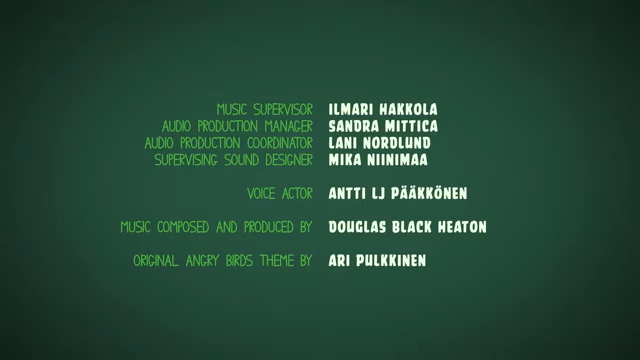 MUSIC SUPERVISOR ILMARI HAKKOLA
AUDIO PRODUCTION MANAGER SANDRA MITTICA
AUDIO PRODUCTION COORDINATOR LANI NORDLUND
SUPERVISING SOUND DESIGNER MIKA NIINIMAA
VOICE ACTOR ANTTI LJ PÄÄKKÖNEN
MUSIC COMPOSED AND PRODUCED BY DOUGLAS BLACK HEATON
ORIGINAL ANGRY BIRDS THEME BY ARI PULKKINEN